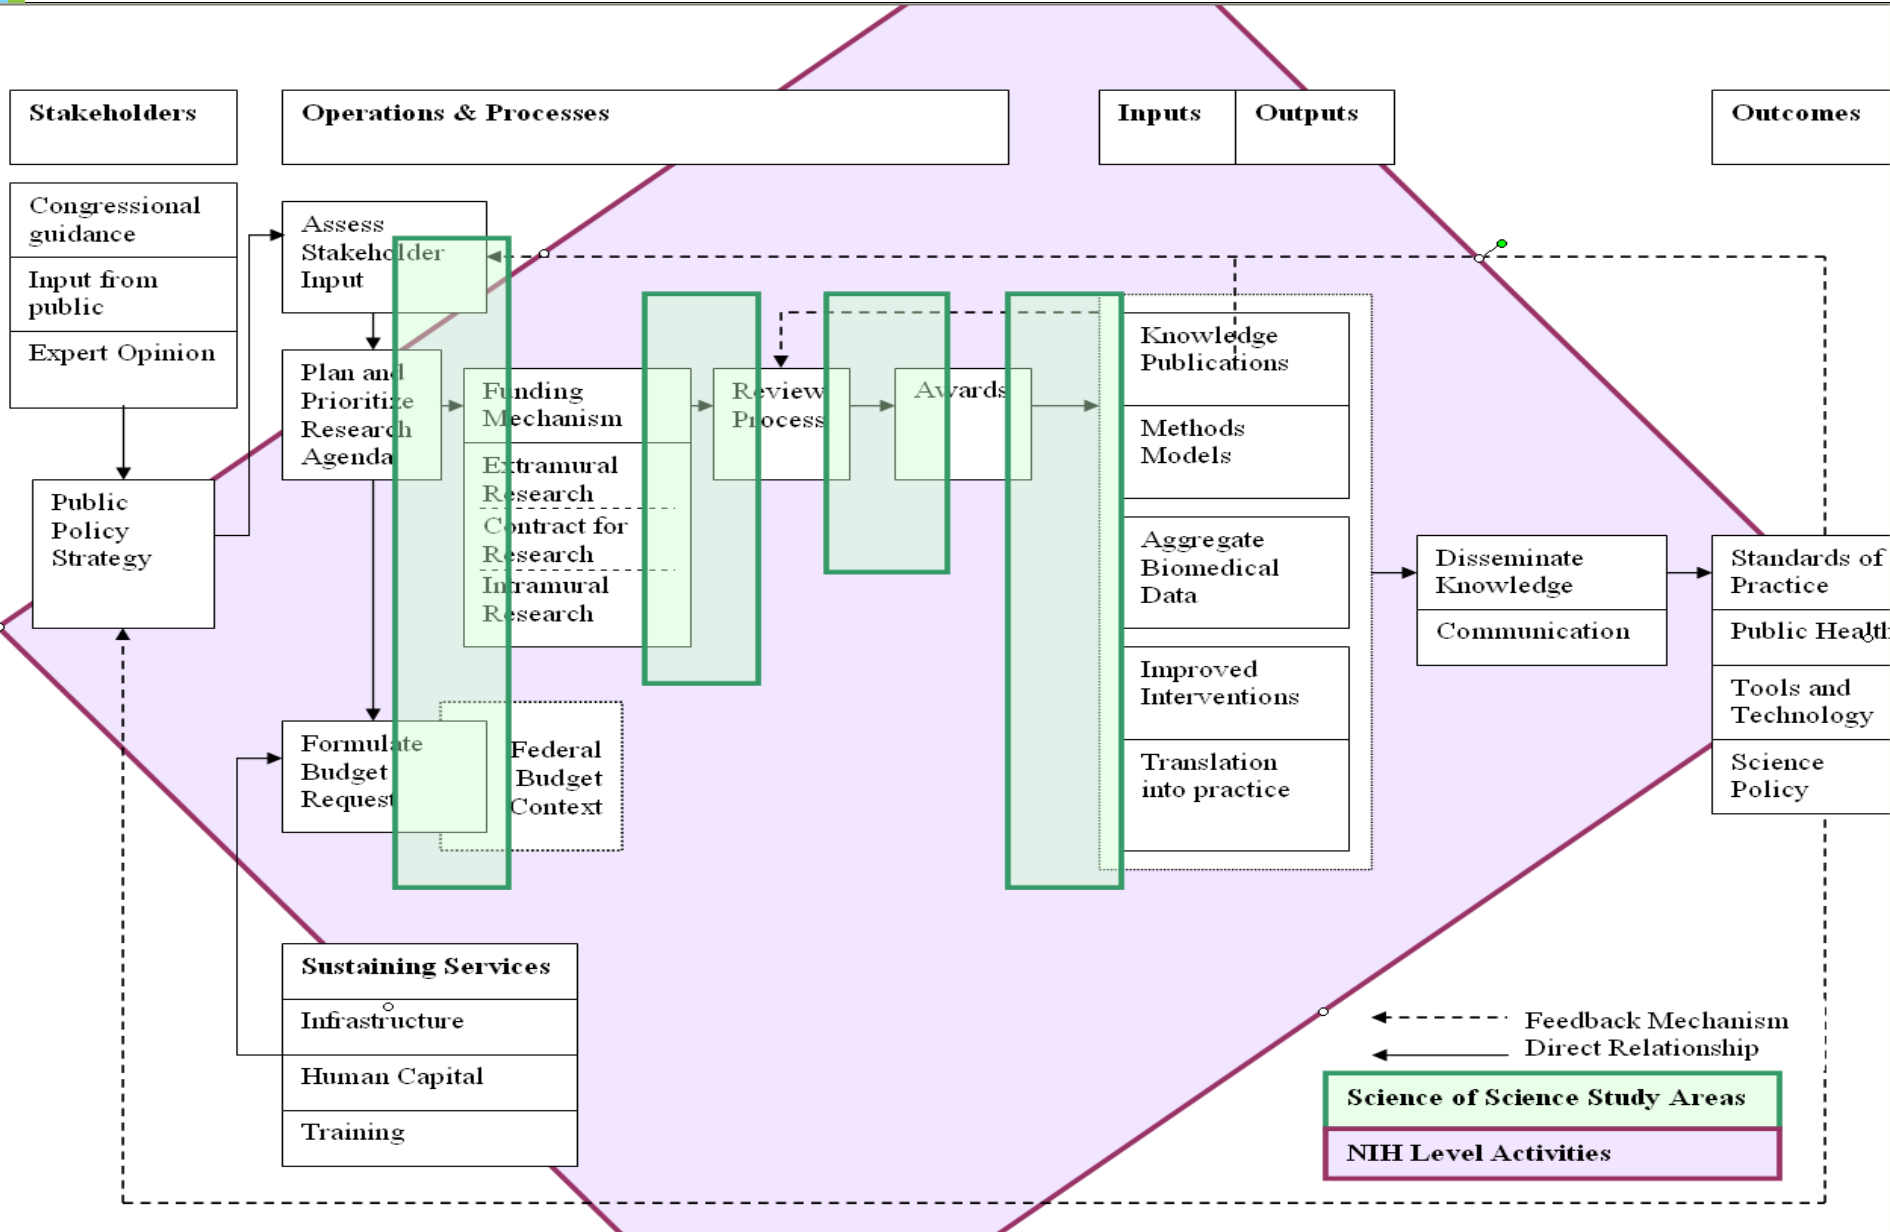 Stakeholders
Operations & Processes
Inputs
Outputs
Outcomes
Congressional
guidance
Input from
public
Expert Opinion
Public
Policy
Strategy
Assess
Stakeholder
Input
Plan and
Prioritize
Research
Agenda
Funding
Mechanism
Extramural
Research
Contract for
Research
Intramural
Research
Review
Process
Awards
Formulate
Budget
Request
Federal
Budget
Context
Knowledge
Publications
Methods
Models
Aggregate
Biomedical
Data
Improved
Interventions
Translation
into practice
Disseminate
Knowledge
Communication
Standards of
Practice
Public Health
Tools and
Technology
Science
Policy
Sustaining Services
Infrastructure
Human Capital
Training
Feedback Mechanism
Direct Relationship
Science of Science Study Areas
NIH Level Activities